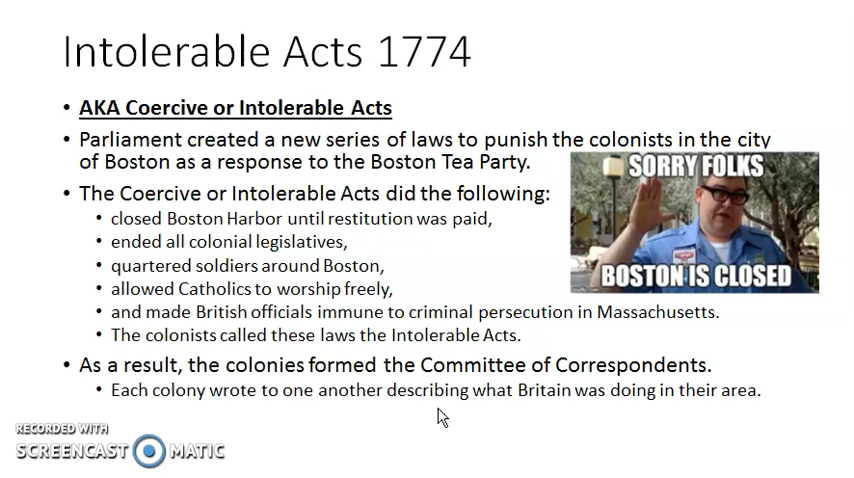 Intolerable Acts 1774
• AKA Coercive or Intolerable Acts
• Parliament created a new series of laws to punish the colonists in the city
of Boston as a response to the Boston Tea Party.
SORRY FOLKS
• The Coercive or Intolerable Acts did the following:
• closed Boston Harbor until restitution was paid,
• ended all colonial legislatives,
• quartered soldiers around Boston,
BOSTON IS CLOSED
• allowed Catholics to worship freely,
• and made British officials immune to criminal persecution in Massachusetts.
• The colonists called these laws the Intolerable Acts.
• As a result, the colonies formed the Committee of Correspondents.
• Each colony wrote to one another describing what Britain was doing in their area.
RECORDED WITH
SCREENCAST MATIC